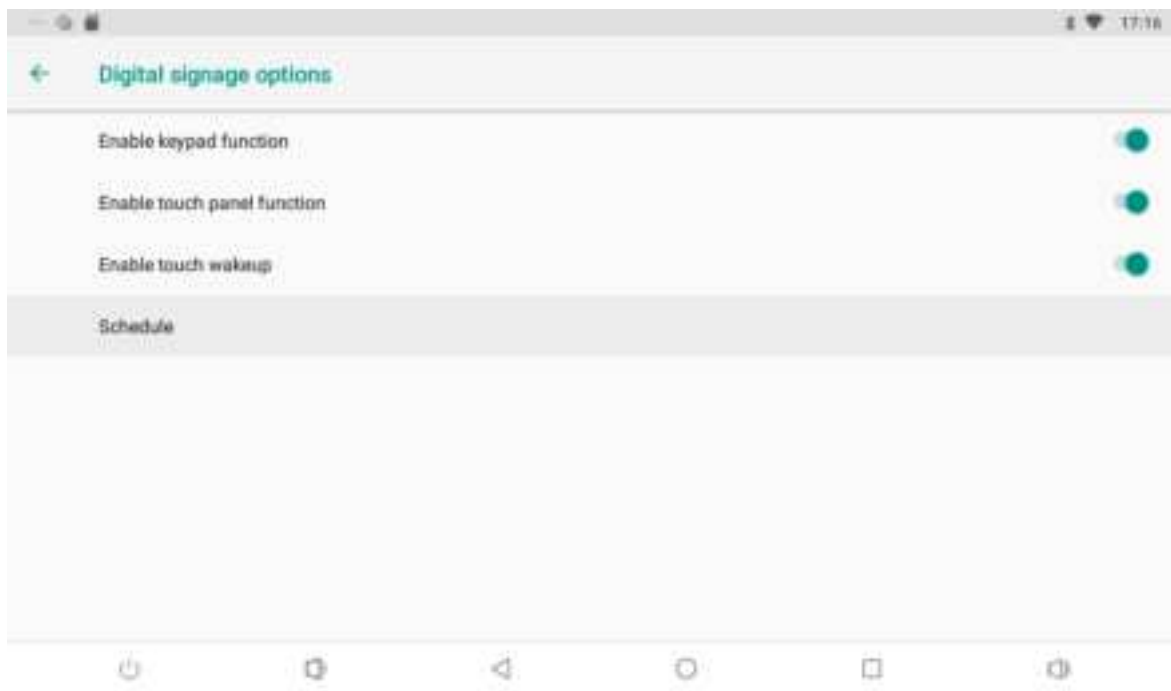 17:16
Digital signage options
Enable keypad function
Enable touch panel function
Enable touch wakeup
Schedule